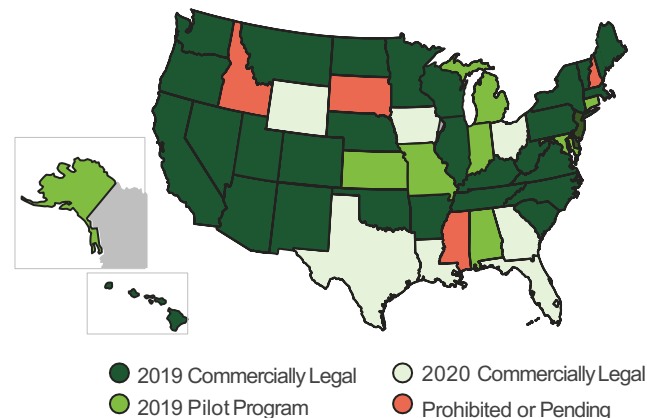 2019 Commercially Legal
2020 Commercially Legal
2019 Pilot Program
Prohibited or Pending